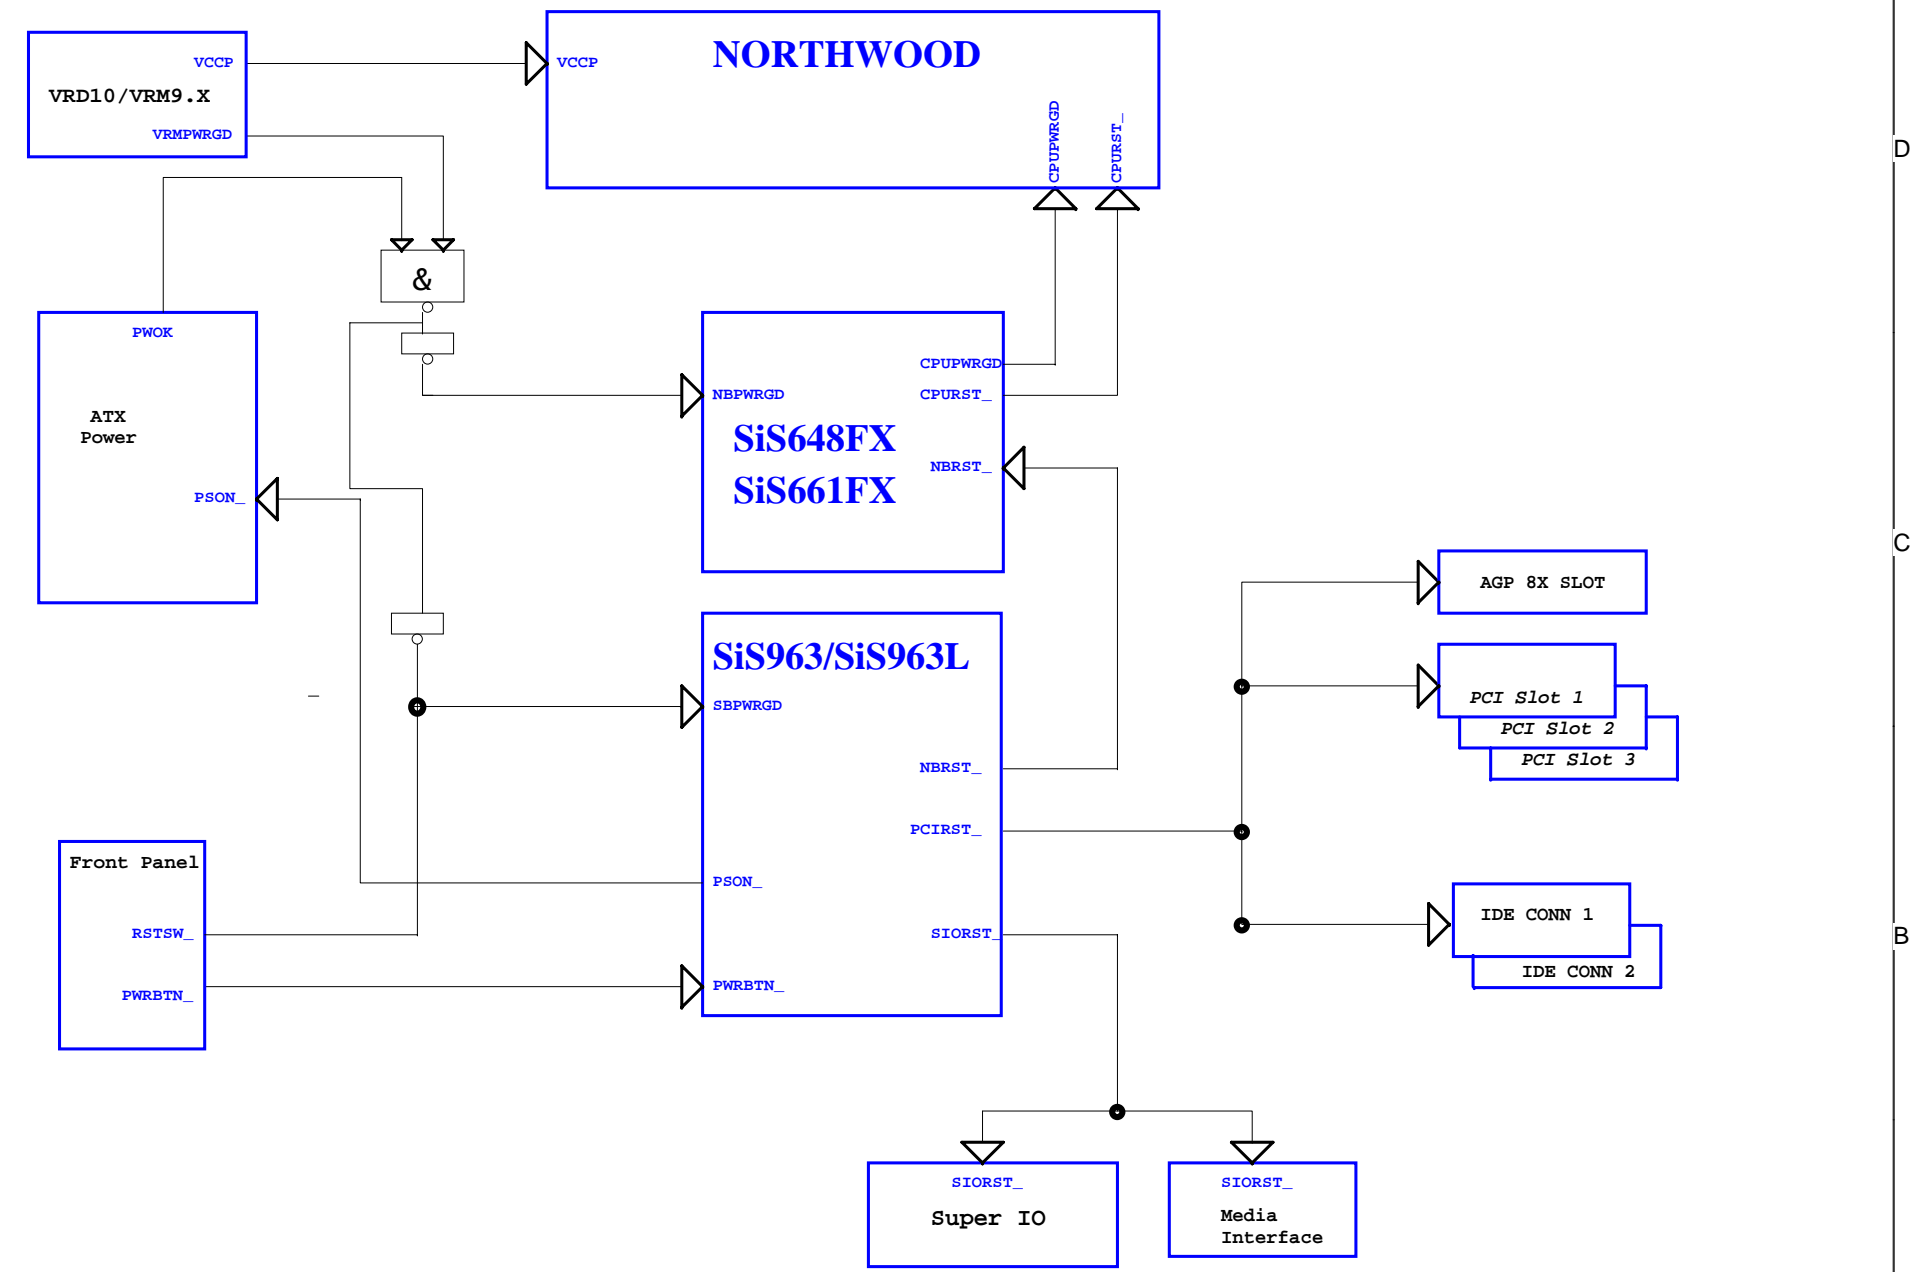 VCCP
VRD10/VRM9.X
VRMPWRGD
VCCP
NORTHWOOD
CPUPWRGD
CPURST_
D
&
PWOK
ATX
Power
PSON_
NBPWRGD
CPUPWRGD
CPURST_
SiS648FX
NBRST_
SiS661FX
C
AGP 8X SLOT
SiS963/SiS963L
SBPWRGD
NBRST_
PCIRST_
PSON_
SIORST_
PWRBTN_
PCI Slot 1
PCI Slot 2
PCI Slot 3
Front Panel
RSTSW_
PWRBTN_
IDE CONN 1
IDE CONN 2
B
_
SIORST_
Super IO
SIORST_
Media
Interface